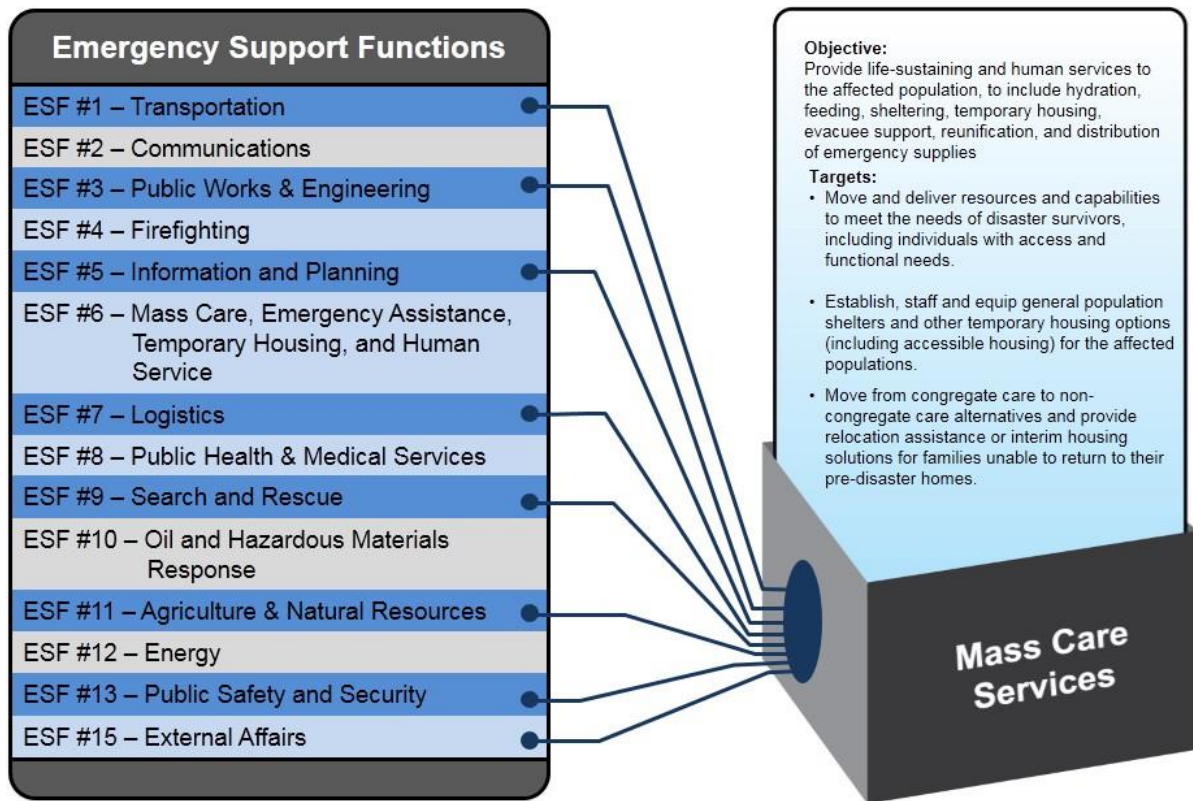 Emergency Support Functions
ESF #1 – Transportation
ESF #2 – Communications
ESF #3 – Public Works & Engineering
ESF #4 – Firefighting
ESF #5 – Information and Planning
ESF #6 – Mass Care, Emergency Assistance,
Temporary Housing, and Human
Service
ESF #7 – Logistics
ESF #8 – Public Health & Medical Services
ESF #9 – Search and Rescue
ESF #10 – Oil and Hazardous Materials
Response
ESF #11 – Agriculture & Natural Resources
ESF #12 – Energy
ESF #13 – Public Safety and Security
ESF #15 – External Affairs
Objective:
Provide life-sustaining and human services to
the affected population, to include hydration,
feeding, sheltering, temporary housing,
evacuee support, reunification, and distribution
of emergency supplies
Targets:
• Move and deliver resources and capabilities
to meet the needs of disaster survivors,
including individuals with access and
functional needs.
• Establish, staff and equip general population
shelters and other temporary housing options
(including accessible housing) for the affected
populations.
• Move from congregate care to non-
congregate care alternatives and provide
relocation assistance or interim housing
solutions for families unable to return to their
pre-disaster homes.
Mass Care
Services